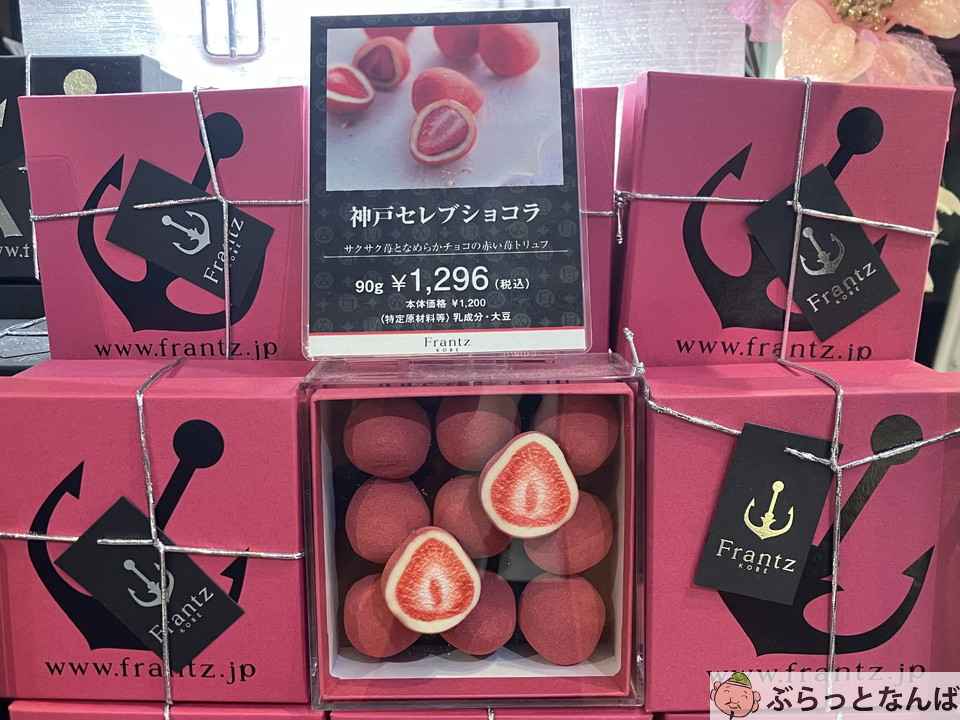 神戸セレブショコラ
サクサク苺となめらかチョコの赤い苺トリュフ
90g ¥1,296(税込)
本体価格 ¥1,200
(特定原材料等)乳成分・大豆
Frantz
KOBE
Frantz
KOBE
www.frantz.jp
Frantz
KOBE
www.frantz.jp
Frantz
KOBE
www.frantz.jp
Frantz
KOBE
www.frantz.jp
ぶらっとなんば